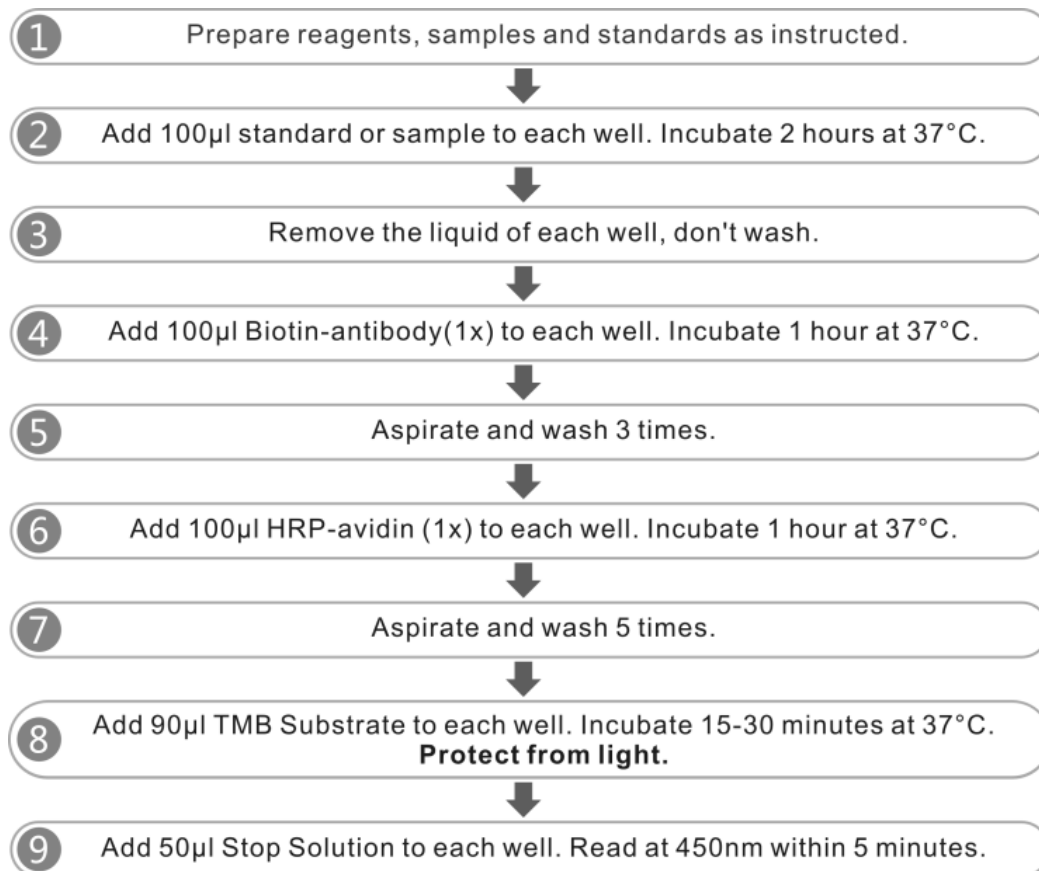 1 Prepare reagents, samples and standards as instructed.
2 Add 100µl standard or sample to each well. Incubate 2 hours at 37°C.
3 Remove the liquid of each well, don't wash.
4 Add 100µl Biotin-antibody(1x) to each well. Incubate 1 hour at 37°C.
5 Aspirate and wash 3 times.
6 Add 100µl HRP-avidin (1x) to each well. Incubate 1 hour at 37°C.
7 Aspirate and wash 5 times.
8 Add 90µl TMB Substrate to each well. Incubate 15-30 minutes at 37°C.
Protect from light.
9 Add 50µl Stop Solution to each well. Read at 450nm within 5 minutes.